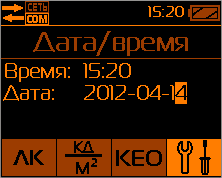 СЕТЬ
COM
15:20
Дата/время
Время: 15:20
Дата: 2012-04-14
ЛК
КД/М²
КЕО